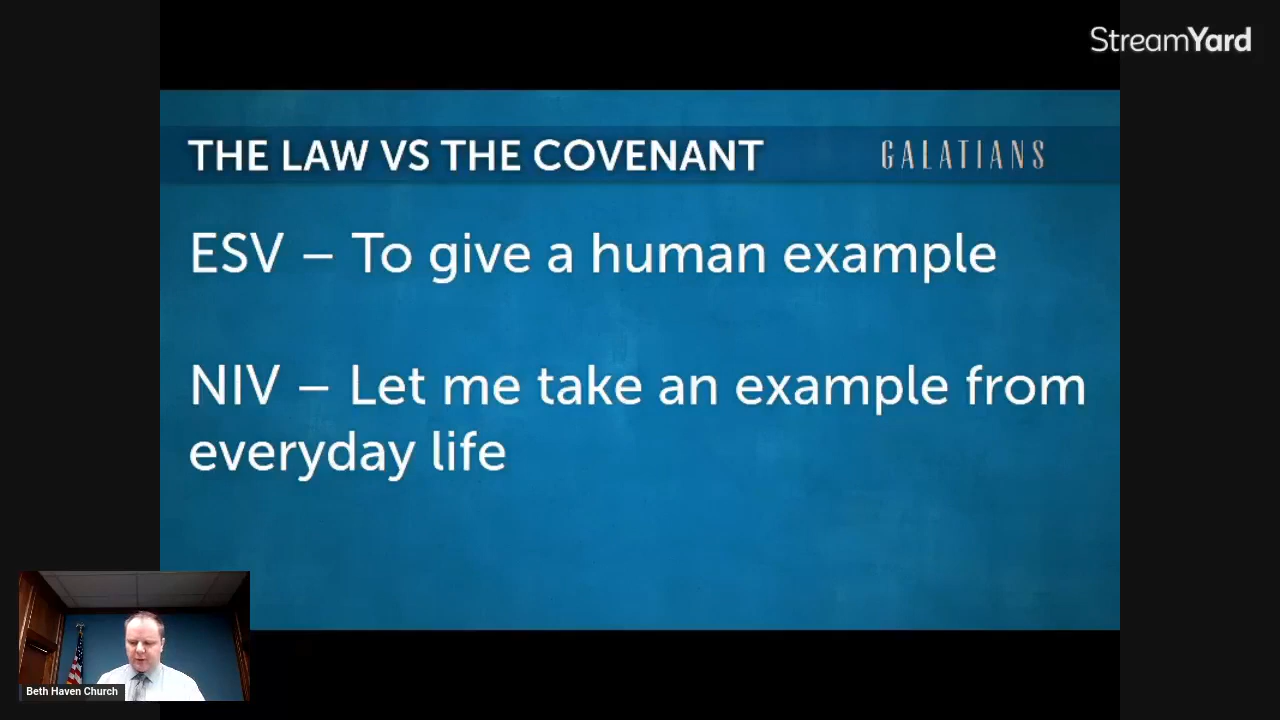 StreamYard
THE LAW VS THE COVENANT
GALATIANS
ESV – To give a human example
NIV – Let me take an example from
everyday life
Beth Haven Church